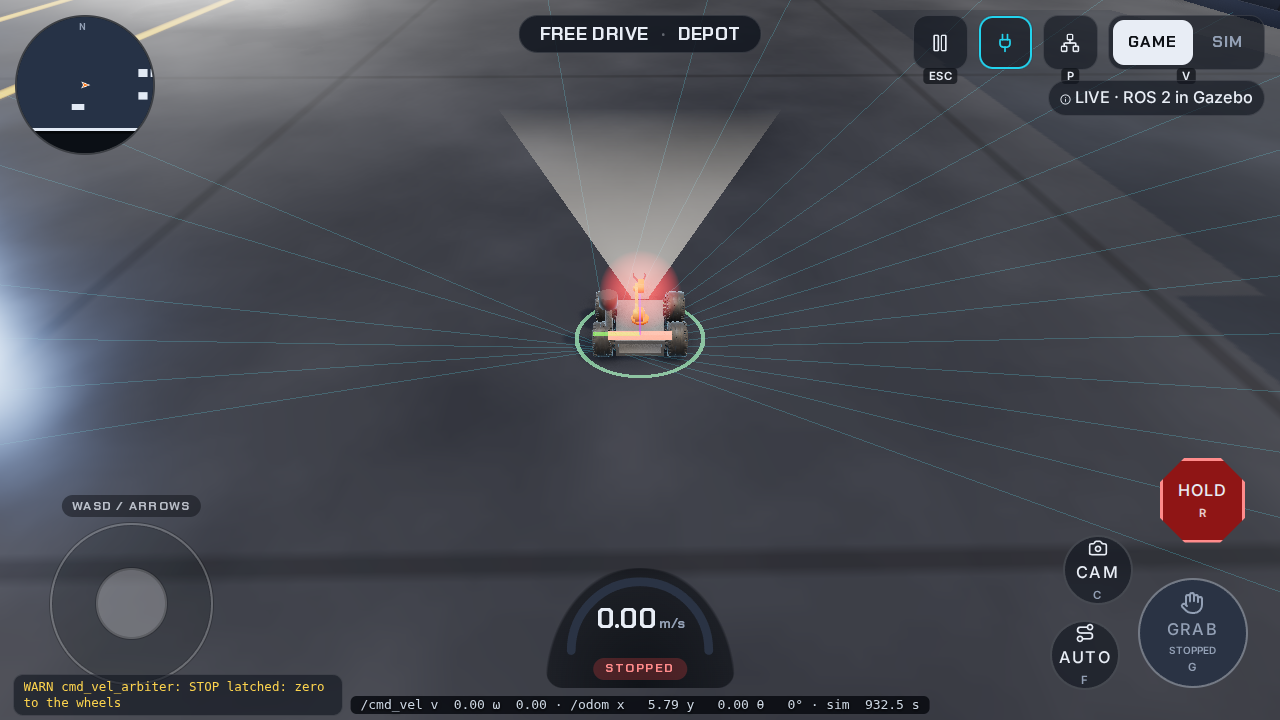 N
FREE DRIVE · DEPOT
ESC
P
GAME
SIM
V
LIVE · ROS 2 in Gazebo
WASD / ARROWS
HOLD
R
CAM
C
GRAB
STOPPED
G
AUTO
F
0.00 m/s
STOPPED
WARN cmd_vel_arbiter: STOP latched: zero
to the wheels
/cmd_vel v 0.00 ω 0.00 · /odom x 5.79 y 0.00 θ 0° · sim 932.5 s